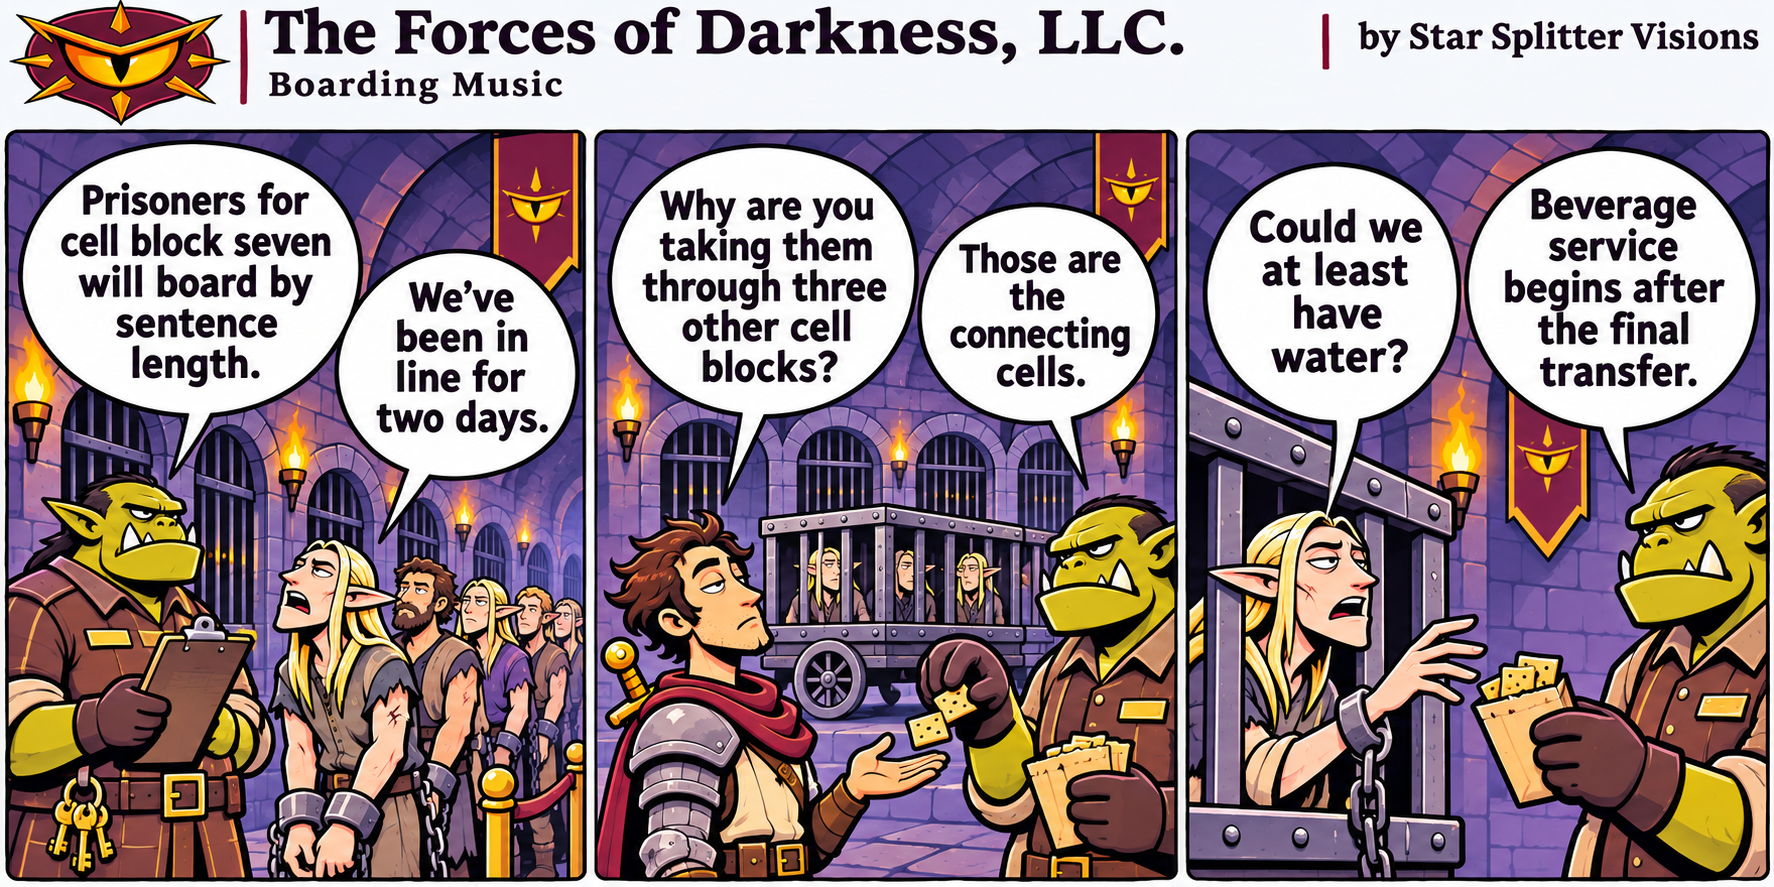 The Forces of Darkness, LLC.
Boarding Music
by Star Splitter Visions
Prisoners for
cell block seven
will board by
sentence
length.
We've
been in
line for
two days.
Why are you
taking them
through three
other cell
blocks?
Those are
the
connecting
cells.
Could we
at least
have
water?
Beverage
service
begins after
the final
transfer.